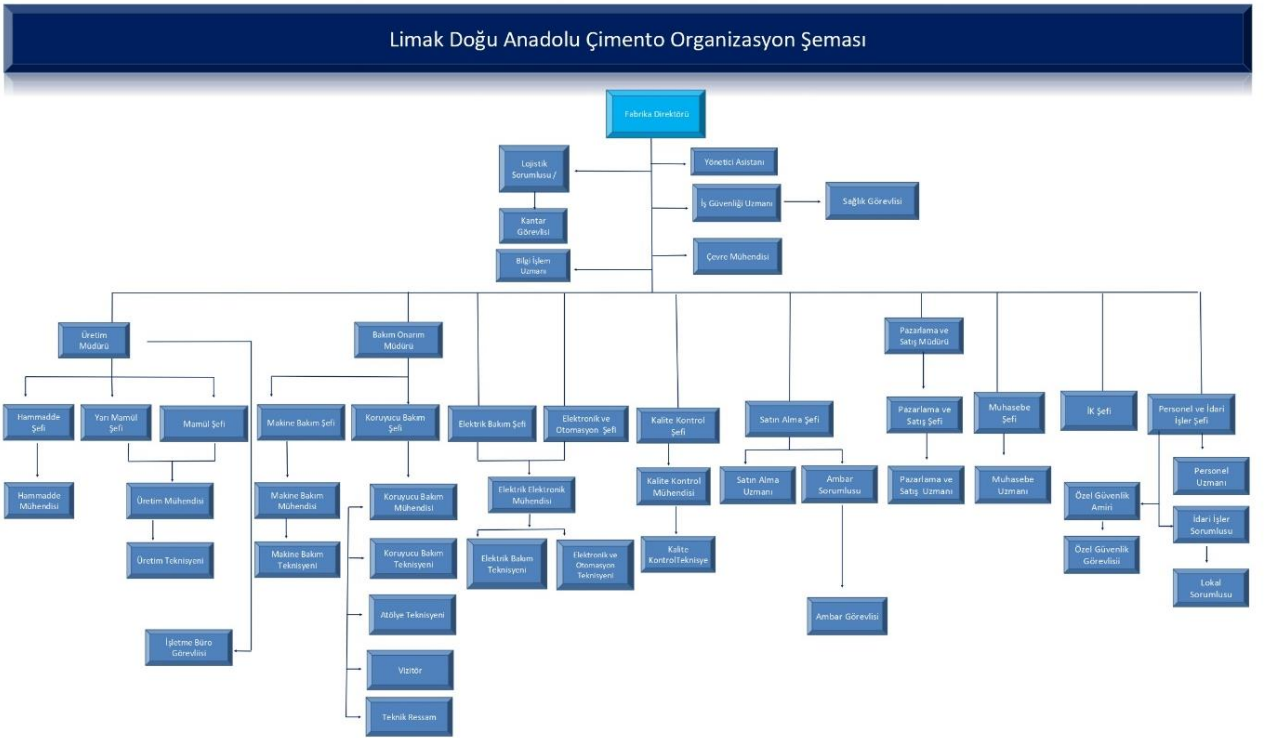 Limak Doğu Anadolu Çimento Organizasyon Şeması
Fabrika Direktörü
Lojistik
Sorumlusu /
Yönetici Asistanı
İş Güvenliği Uzmanı
Sağlık Görevlisi
Kantar
Görevlisi
Bilgi İşlem
Uzmanı
Çevre Mühendisi
Üretim
Müdürü
Bakım Onarım
Müdürü
Pazarlama ve
Satış Müdürü
Hammadde
Şefi
Yarı Mamül
Şefi
Mamül Şefi
Makine Bakım Şefi
Koruyucu Bakım
Şefi
Elektrik Bakım Şefi
Elektronik ve
Otomasyon Şefi
Kalite Kontrol
Şefi
Satın Alma Şefi
Pazarlama ve
Satış Şefi
Muhasebe
Şefi
İK Şefi
Personel ve İdari
İşler Şefi
Hammadde
Mühendisi
Üretim Mühendisi
Makine Bakım
Mühendisi
Koruyucu Bakım
Mühendisi
Elektrik Elektronik
Mühendisi
Kalite Kontrol
Mühendisi
Satın Alma
Uzmanı
Ambar
Sorumlusu
Pazarlama ve
Satış Uzmanı
Muhasebe
Uzmanı
Personel
Uzmanı
Özel Güvenlik
Amiri
İdari İşler
Sorumlusu
Üretim Teknisyeni
Makine Bakım
Teknisyeni
Koruyucu Bakım
Teknisyeni
Elektrik Bakım
Teknisyeni
Elektronik ve
Otomasyon
Teknisyeni
Kalite
KontrolTeknisye
Özel Güvenlik
Görevlisii
Lokal
Sorumlusu
Atölye Teknisyeni
Ambar Görevlisi
İşletme Büro
Görevliisi
Vizitör
Teknik Ressam